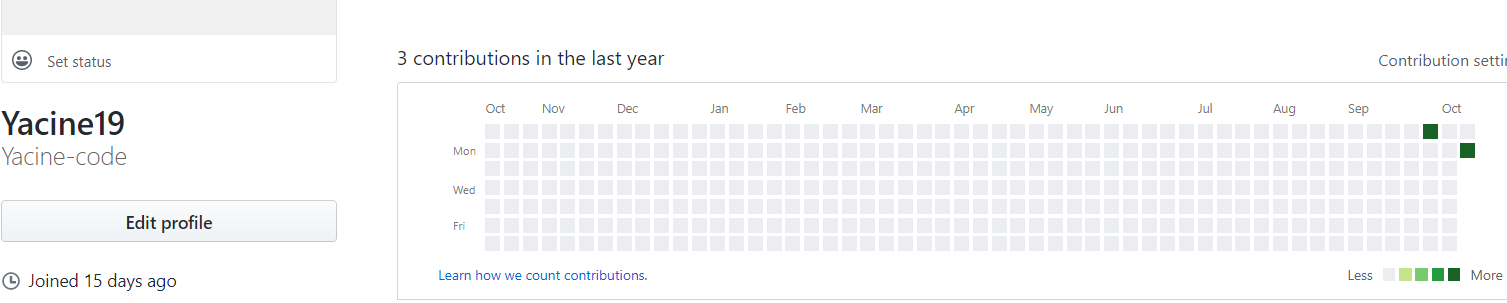 Set status
Yacine19
Yacine-code
Edit profile
Joined 15 days ago
3 contributions in the last year
Contribution settin
Oct Nov Dec Jan Feb Mar Apr May Jun Jul Aug Sep Oct
Mon
Wed
Fri
Learn how we count contributions.
Less More